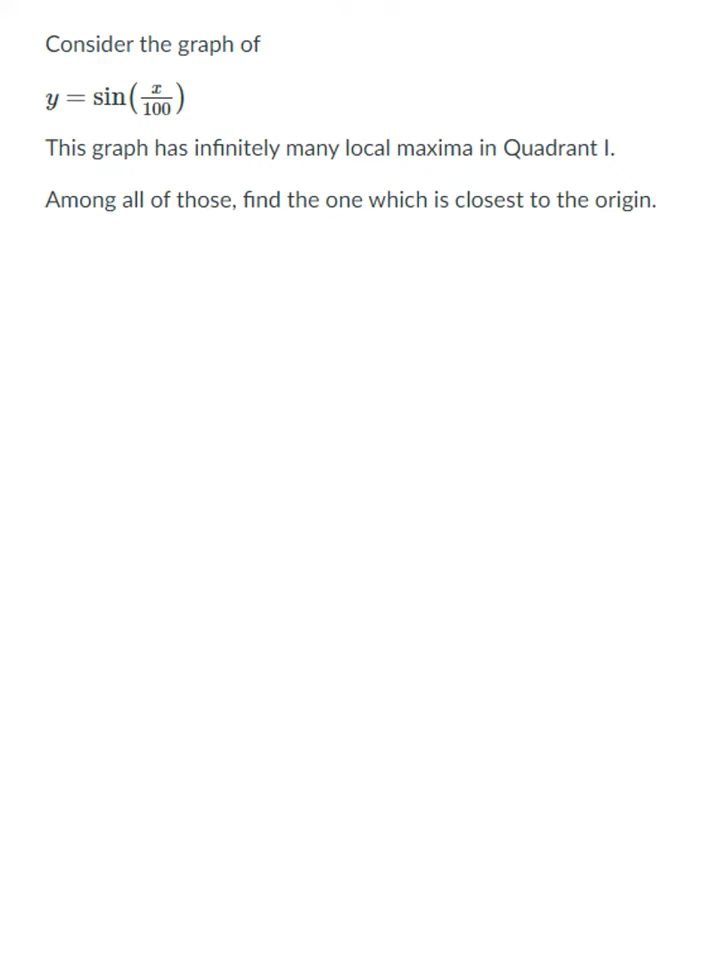 Consider the graph of
y = sin(x/100)
This graph has infinitely many local maxima in Quadrant I.
Among all of those, find the one which is closest to the origin.